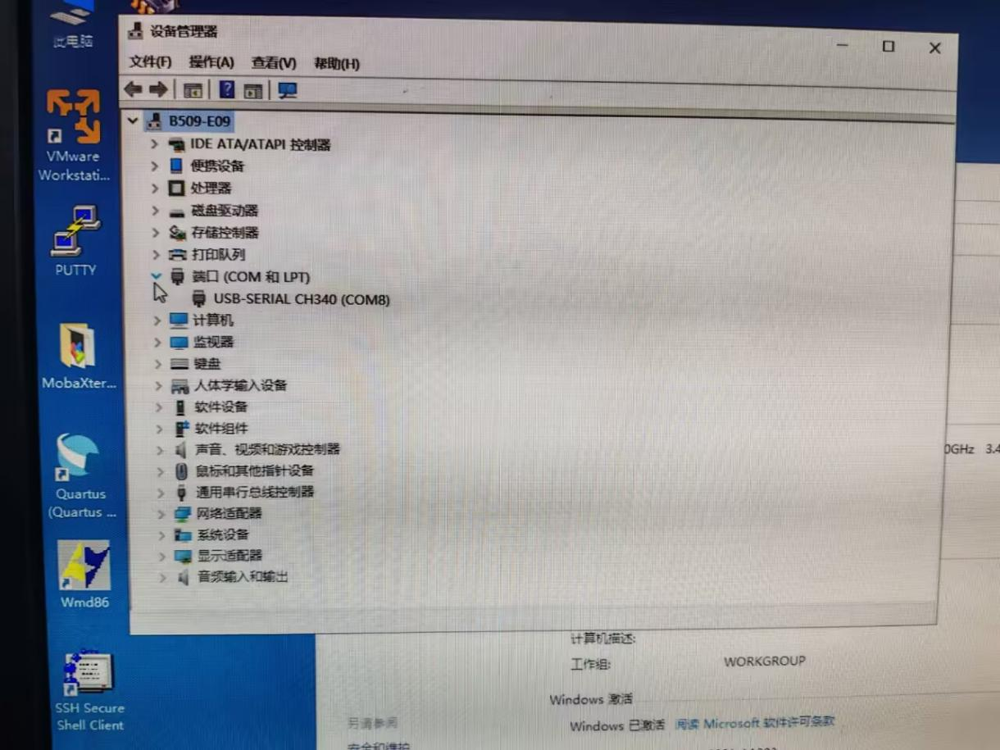 此电脑
VMware
Workstati...
PUTTY
MobaXter...
Quartus
(Quartus ...
Wmd86
SSH Secure
Shell Client
设备管理器
文件(F) 操作(A) 查看(V) 帮助(H)
B509-E09
IDE ATA/ATAPI 控制器
便携设备
处理器
磁盘驱动器
存储控制器
打印队列
端口 (COM 和 LPT)
USB-SERIAL CH340 (COM8)
计算机
监视器
键盘
人体学输入设备
软件设备
软件组件
声音、视频和游戏控制器
鼠标和其他指针设备
通用串行总线控制器
网络适配器
系统设备
显示适配器
音频输入和输出
0GHz 3.4
计算机描述:
工作组: WORKGROUP
Windows 激活
Windows 已激活 阅读 Microsoft 软件许可条款
另请参阅
安全和维护